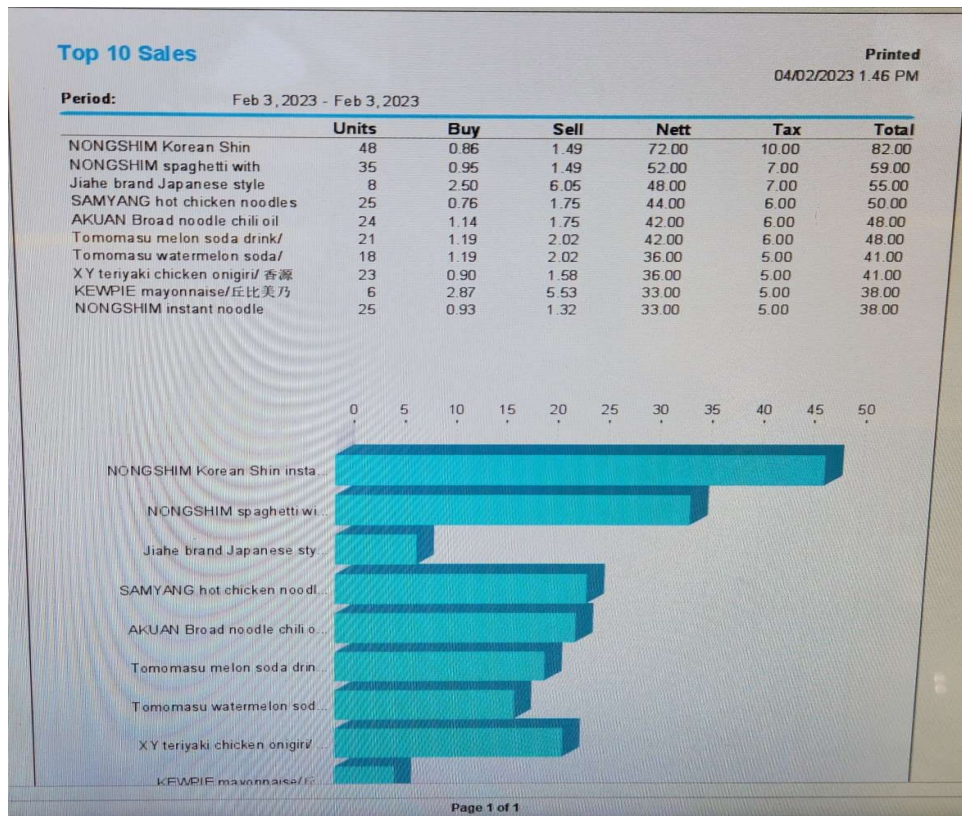 Top 10 Sales
Printed
04/02/2023 1.46 PM
Period: Feb 3, 2023 - Feb 3, 2023
Units Buy Sell Nett Tax Total
NONGSHIM Korean Shin 48 0.86 1.49 72.00 10.00 82.00
NONGSHIM spaghetti with 35 0.95 1.49 52.00 7.00 59.00
Jiahe brand Japanese style 8 2.50 6.05 48.00 7.00 55.00
SAMYANG hot chicken noodles 25 0.76 1.75 44.00 6.00 50.00
AKUAN Broad noodle chili oil 24 1.14 1.75 42.00 6.00 48.00
Tomomasu melon soda drink/ 21 1.19 2.02 42.00 6.00 48.00
Tomomasu watermelon soda/ 18 1.19 2.02 36.00 5.00 41.00
XY teriyaki chicken onigiri/ 香源 23 0.90 1.58 36.00 5.00 41.00
KEWPIE mayonnaise/丘比美乃 6 2.87 5.53 33.00 5.00 38.00
NONGSHIM instant noodle 25 0.93 1.32 33.00 5.00 38.00
0 5 10 15 20 25 30 35 40 45 50
NONGSHIM Korean Shin insta...
NONGSHIM spaghetti wi...
Jiahe brand Japanese sty...
SAMYANG hot chicken noodl...
AKUAN Broad noodle chili o...
Tomomasu melon soda drin...
Tomomasu watermelon sod...
XY teriyaki chicken onigiri/ ...
KEWPIE mayonnaise/
Page 1 of 1